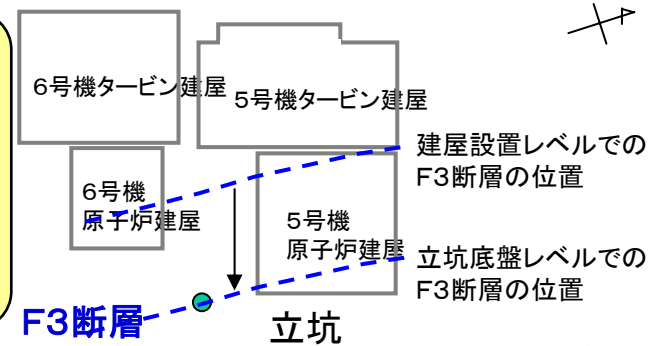 6号機タービン建屋
5号機タービン建屋
建屋設置レベルでの
F3断層の位置
6号機
原子炉建屋
5号機
原子炉建屋
立坑底盤レベルでの
F3断層の位置
F3断層
立坑